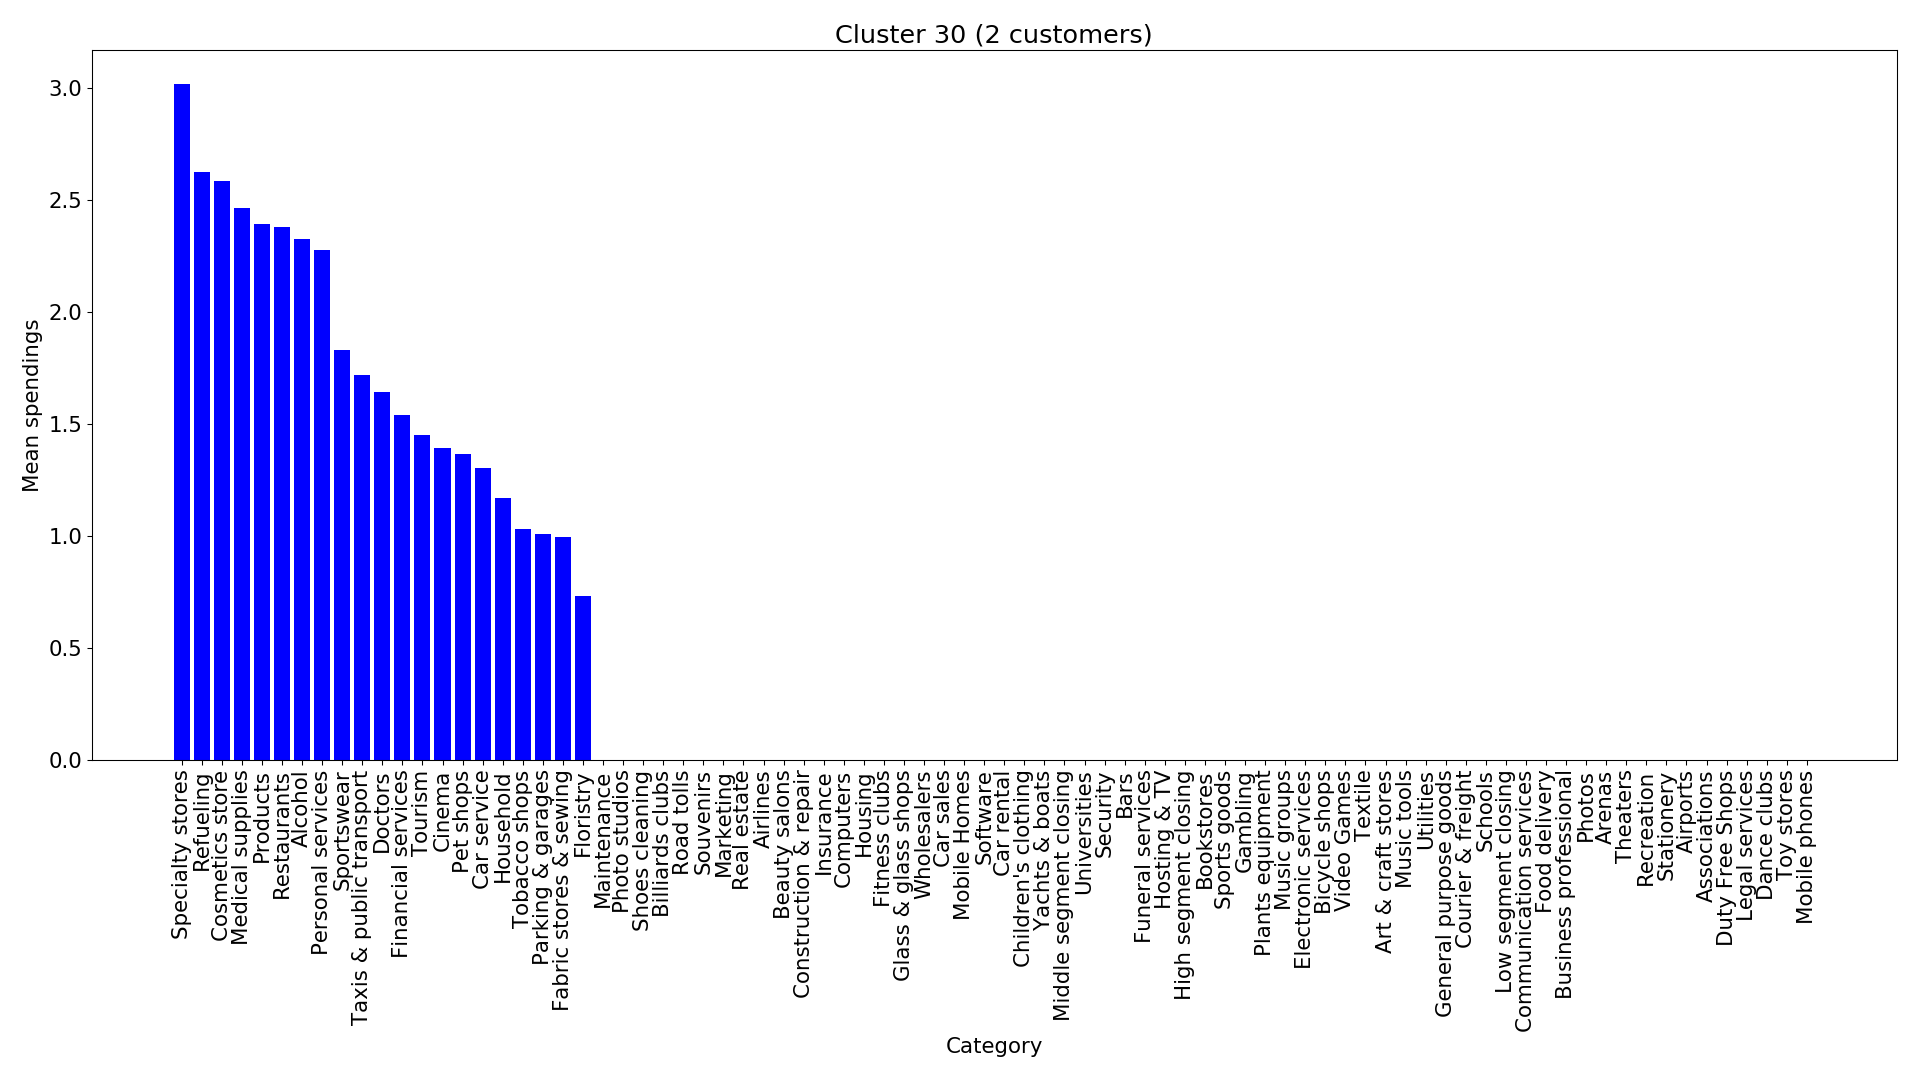 Cluster 30 (2 customers)
Mean spendings
3.0
2.5
2.0
1.5
1.0
0.5
0.0
Specialty stores
Refueling
Cosmetics store
Medical supplies
Products
Restaurants
Alcohol
Personal services
Sportswear
Taxis & public transport
Doctors
Financial services
Tourism
Cinema
Pet shops
Car service
Household
Tobacco shops
Parking & garages
Fabric stores & sewing
Floristry
Maintenance
Photo studios
Shoes cleaning
Billiards clubs
Road tolls
Souvenirs
Marketing
Real estate
Airlines
Beauty salons
Construction & repair
Insurance
Computers
Housing
Fitness clubs
Glass & glass shops
Wholesalers
Car sales
Mobile Homes
Software
Car rental
Children's clothing
Yachts & boats
Middle segment closing
Universities
Security
Bars
Funeral services
Hosting & TV
High segment closing
Bookstores
Sports goods
Gambling
Plants equipment
Music groups
Electronic services
Bicycle shops
Video Games
Textile
Art & craft stores
Music tools
Utilities
General purpose goods
Courier & freight
Schools
Low segment closing
Communication services
Food delivery
Business professional
Photos
Arenas
Theaters
Recreation
Stationery
Airports
Associations
Duty Free Shops
Legal services
Dance clubs
Toy stores
Mobile phones
Category